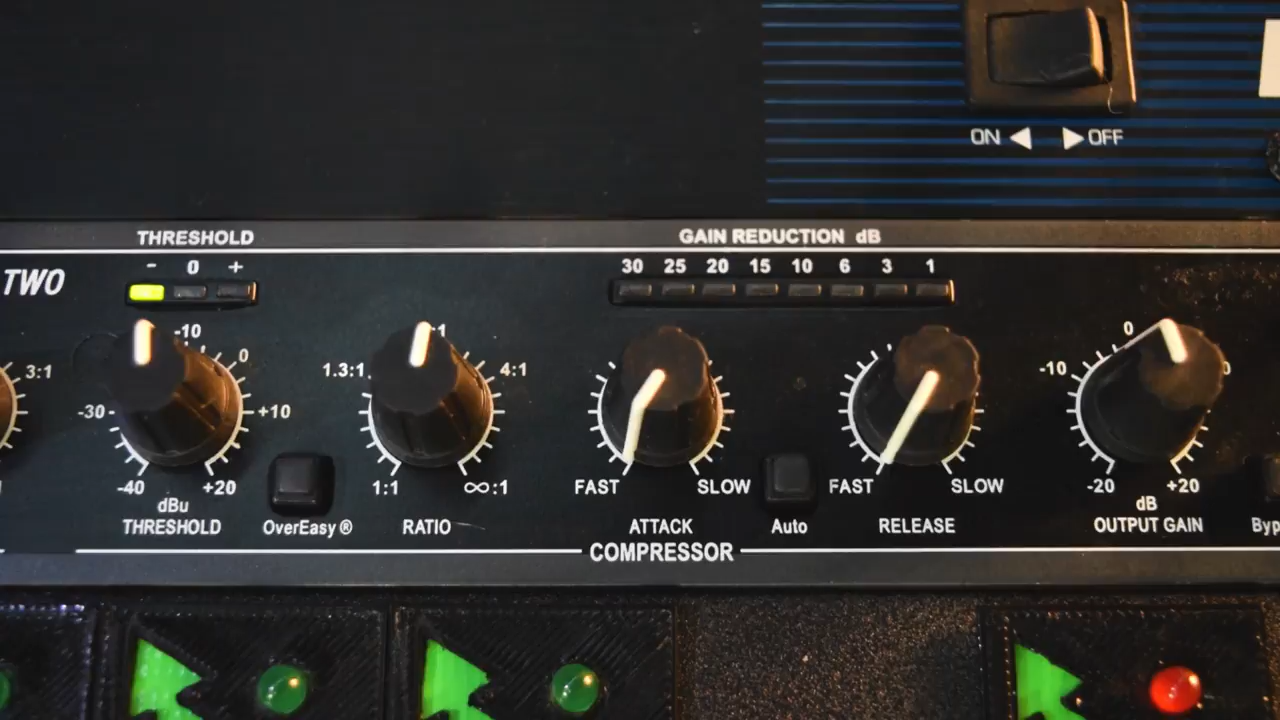 ON OFF
THRESHOLD GAIN REDUCTION dB
TWO - 0 + 30 25 20 15 10 6 3 1
-10 0
3:1 0 1.3:1 4:1 -10
-30 +10
-40 +20 1:1 ∞:1 FAST SLOW FAST SLOW -20 +20
dBu dB
THRESHOLD OverEasy® RATIO ATTACK Auto RELEASE OUTPUT GAIN
COMPRESSOR